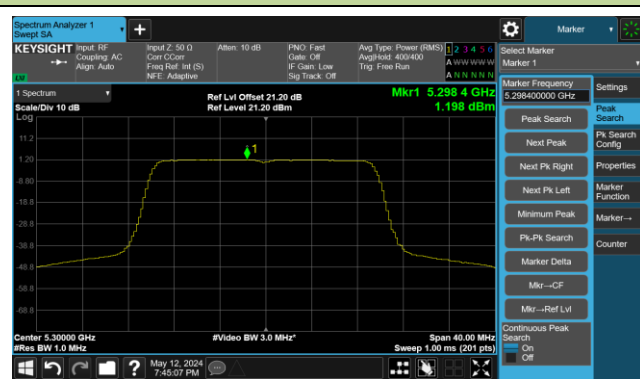 Spectrum Analyzer 1
Swept SA
Marker
KEYSIGHT
Input: RF
Coupling: AC
Align: Auto
Input Z: 50 Ω
Corr CCorr
Freq Ref: Int (S)
NFE: Adaptive
Atten: 10 dB
PNO: Fast
Gate: Off
IF Gain: Low
Sig Track: Off
Avg Type: Power (RMS)
Avg|Hold: 400/400
Trig: Free Run
1 2 3 4 5 6
A W W W W W
A N N N N N
LNI
Select Marker
Marker 1
1 Spectrum
Scale/Div 10 dB
Log
Ref Lvl Offset 21.20 dB
Ref Level 21.20 dBm
Mkr1 5.298 4 GHz
1.198 dBm
1
11.2
1.20
-8.80
-18.8
-28.8
-38.8
-48.8
-58.8
-68.8
Center 5.30000 GHz
#Res BW 1.0 MHz
#Video BW 3.0 MHz*
Span 40.00 MHz
Sweep 1.00 ms (201 pts)
Marker Frequency
5.298400000 GHz
Peak Search
Next Peak
Next Pk Right
Next Pk Left
Minimum Peak
Pk-Pk Search
Marker Delta
Mkr→CF
Mkr→Ref Lvl
Continuous Peak
Search
On
Off
Settings
Peak
Search
Pk Search
Config
Properties
Marker
Function
Marker→
Counter
May 12, 2024
7:45:07 PM